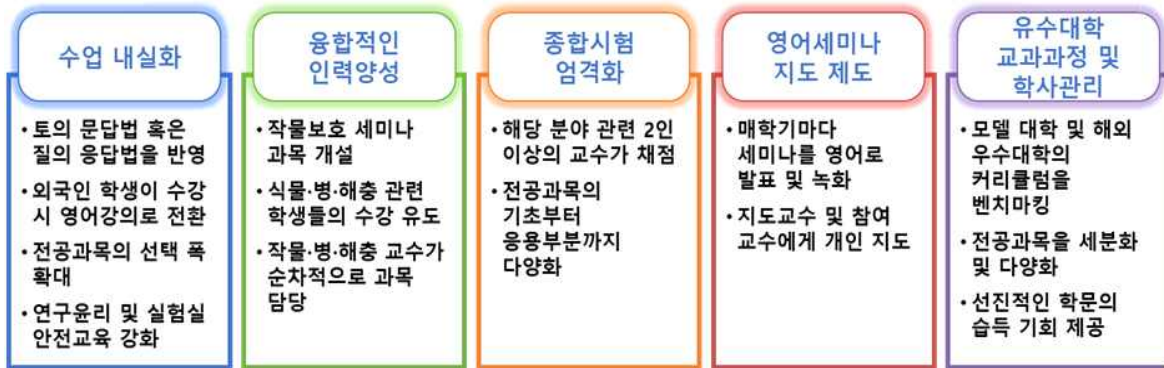 수업 내실화
• 토의 문답법 혹은
질의 응답법을 반영
• 외국인 학생이 수강
시 영어강의로 전환
• 전공과목의 선택 폭
확대
• 연구윤리 및 실험실
안전교육 강화
융합적인
인력양성
• 작물보호 세미나
과목 개설
• 식물·병·해충 관련
학생들의 수강 유도
• 작물·병·해충 교수가
순차적으로 과목
담당
종합시험
엄격화
• 해당 분야 관련 2인
이상의 교수가 채점
• 전공과목의
기초부터
응용부분까지
다양화
영어세미나
지도 제도
• 매학기마다
세미나를 영어로
발표 및 녹화
• 지도교수 및 참여
교수에게 개인 지도
유수대학
교과과정 및
학사관리
• 모델 대학 및 해외
우수대학의
커리큘럼을
벤치마킹
• 전공과목을 세분화
및 다양화
• 선진적인 학문의
습득 기회 제공